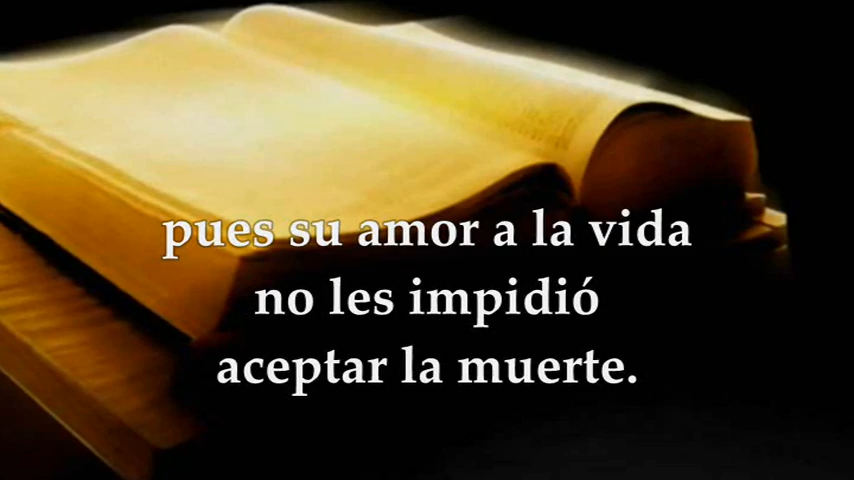 pues su amor a la vida
no les impidió
aceptar la muerte.